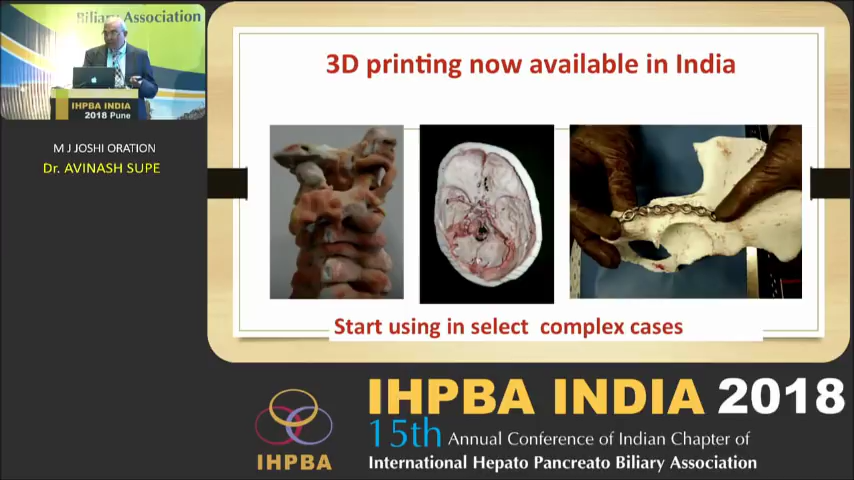 Biliary Association
IHPBA INDIA
2018 Pune
M J JOSHI ORATION
Dr. AVINASH SUPE
3D printing now available in India
Start using in select complex cases
IHPBA
IHPBA INDIA 2018
15th Annual Conference of Indian Chapter of
International Hepato Pancreato Biliary Association